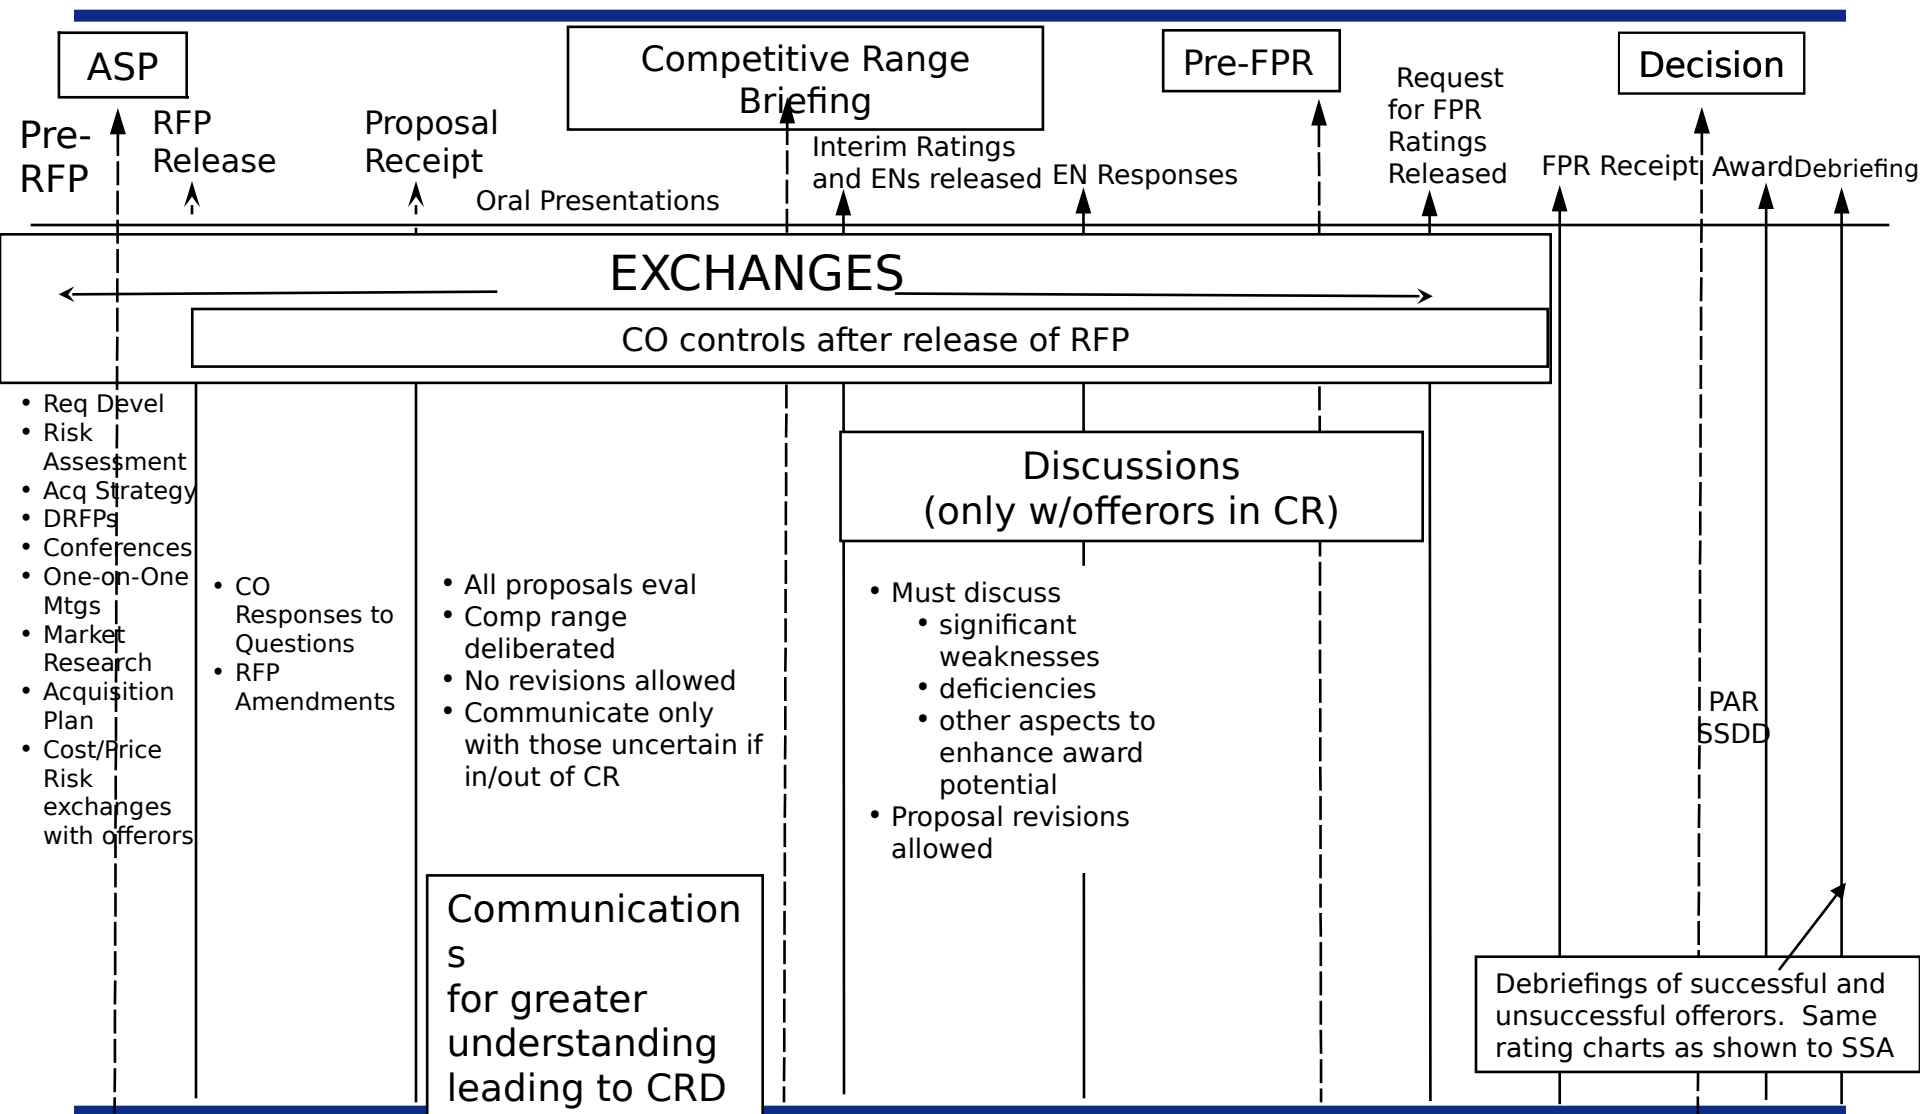 ASP
Competitive Range
Briefing
Pre-FPR
Decision
Pre-
RFP
RFP
Release
Proposal
Receipt
Oral Presentations
Interim Ratings
and ENs released
EN Responses
Request
for FPR
Ratings
Released
FPR Receipt
Award
Debriefing
EXCHANGES
CO controls after release of RFP
• Req Devel
• Risk
Assessment
• Acq Strategy
• DRFPs
• Conferences
• One-on-One
Mtgs
• Market
Research
• Acquisition
Plan
• Cost/Price
Risk
exchanges
with offerors
• CO
Responses to
Questions
• RFP
Amendments
• All proposals eval
• Comp range
deliberated
• No revisions allowed
• Communicate only
with those uncertain if
in/out of CR
Communication
s
for greater
understanding
leading to CRD
Discussions
(only w/offerors in CR)
• Must discuss
• significant
weaknesses
• deficiencies
• other aspects to
enhance award
potential
• Proposal revisions
allowed
PAR
SSDD
Debriefings of successful and
unsuccessful offerors.  Same
rating charts as shown to SSA